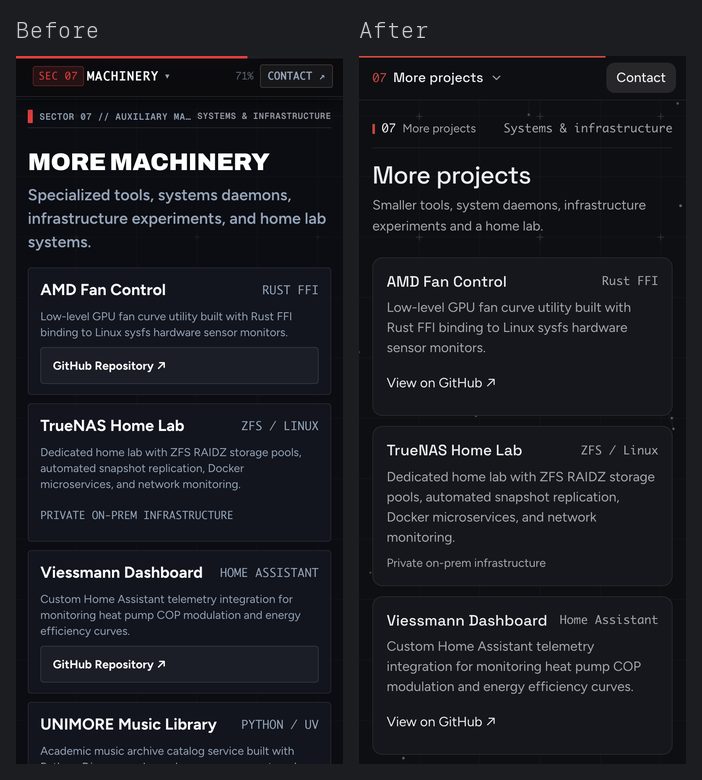 Before
SEC 07 MACHINERY ▾ 71% CONTACT ↗
SECTOR 07 // AUXILIARY MA… SYSTEMS & INFRASTRUCTURE
MORE MACHINERY
Specialized tools, systems daemons,
infrastructure experiments, and home lab
systems.
AMD Fan Control RUST FFI
Low-level GPU fan curve utility built with Rust FFI
binding to Linux sysfs hardware sensor monitors.
GitHub Repository ↗
TrueNAS Home Lab ZFS / LINUX
Dedicated home lab with ZFS RAIDZ storage pools,
automated snapshot replication, Docker
microservices, and network monitoring.
PRIVATE ON-PREM INFRASTRUCTURE
Viessmann Dashboard HOME ASSISTANT
Custom Home Assistant telemetry integration for
monitoring heat pump COP modulation and energy
efficiency curves.
GitHub Repository ↗
UNIMORE Music Library PYTHON / UV
Academic music archive catalog service built with
After
07 More projects
Contact
07 More projects Systems & infrastructure
More projects
Smaller tools, system daemons, infrastructure
experiments and a home lab.
AMD Fan Control Rust FFI
Low-level GPU fan curve utility built with
Rust FFI binding to Linux sysfs hardware
sensor monitors.
View on GitHub ↗
TrueNAS Home Lab ZFS / Linux
Dedicated home lab with ZFS RAIDZ storage
pools, automated snapshot replication,
Docker microservices, and network
monitoring.
Private on-prem infrastructure
Viessmann Dashboard Home Assistant
Custom Home Assistant telemetry
integration for monitoring heat pump COP
modulation and energy efficiency curves.
View on GitHub ↗